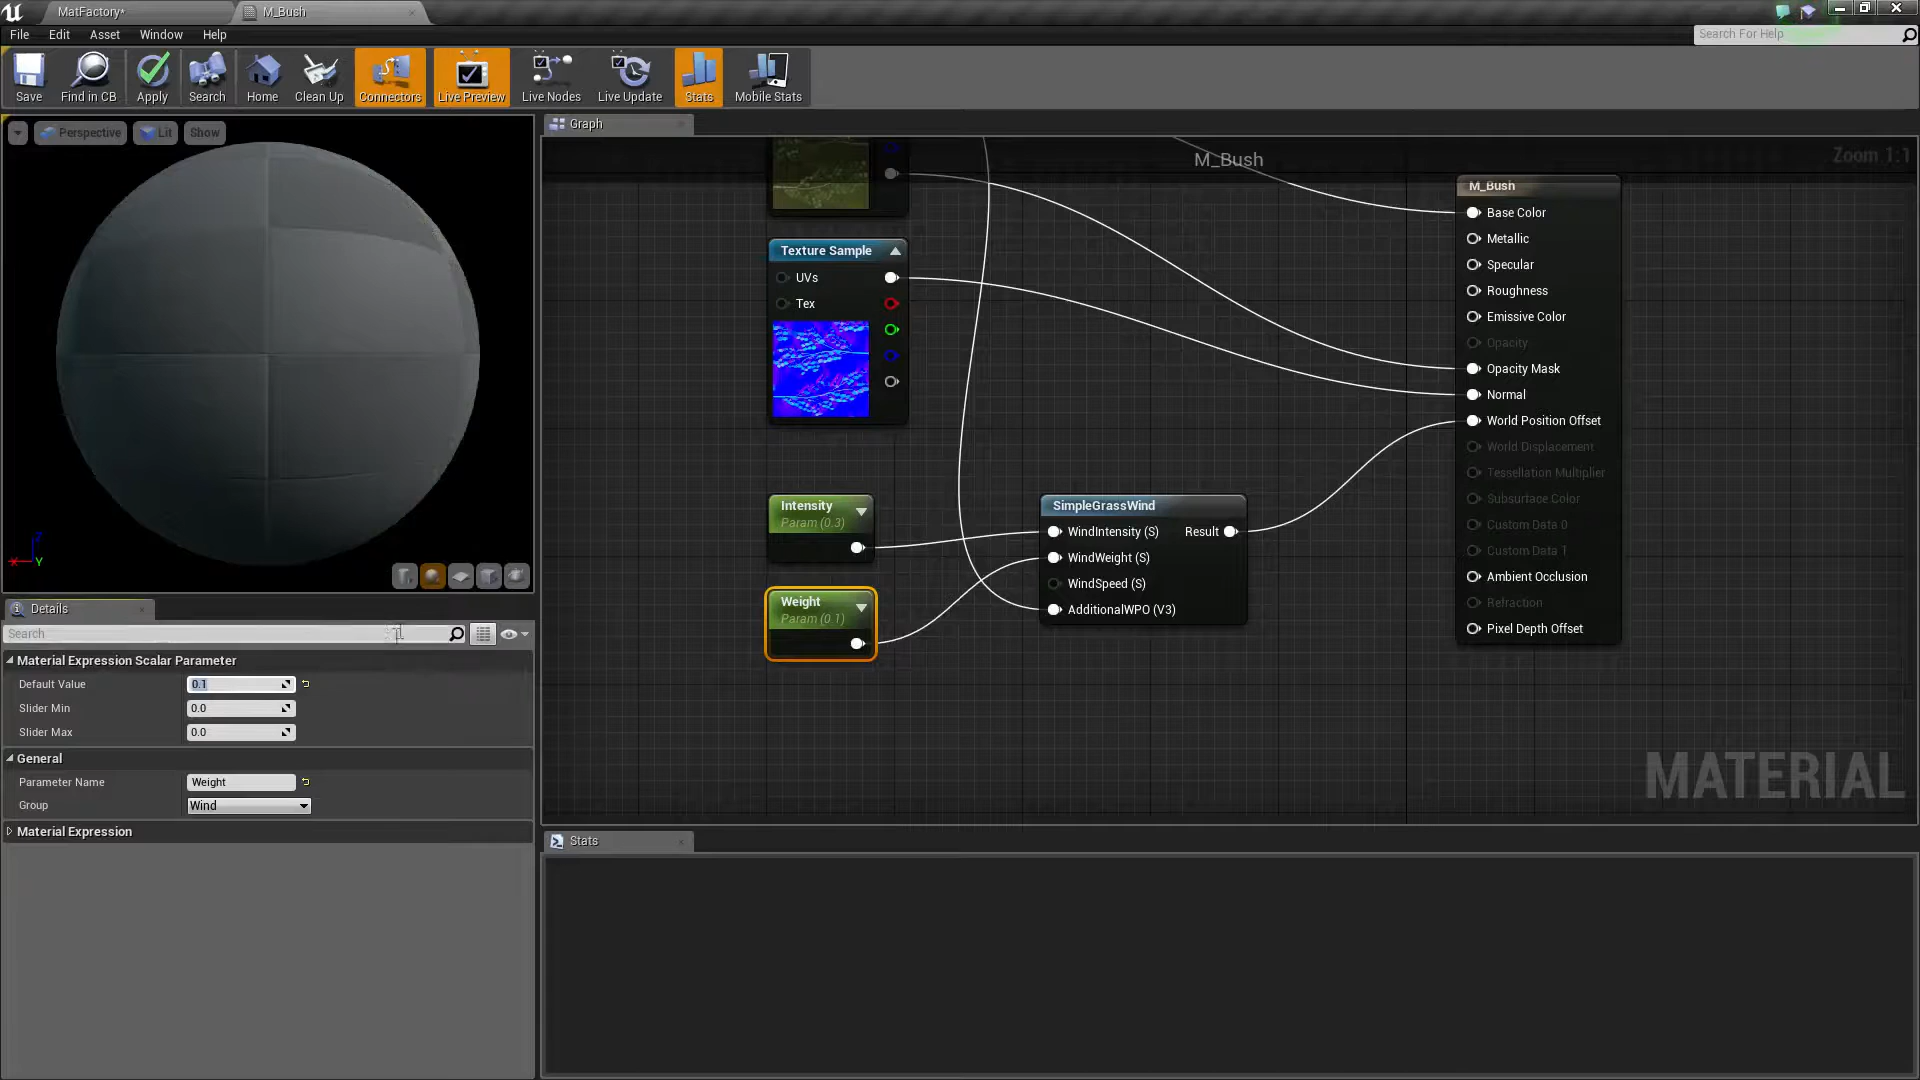 MatFactory*
M_Bush
File
Edit
Asset
Window
Help
Search For Help
Save
Find in CB
Apply
Search
Home
Clean Up
Connectors
Live Preview
Live Nodes
Live Update
Stats
Mobile Stats
Perspective
Lit
Show
Graph
M_Bush
Zoom 1:1
M_Bush
Base Color
Metallic
Specular
Roughness
Emissive Color
Opacity
Opacity Mask
Normal
World Position Offset
World Displacement
Tessellation Multiplier
Subsurface Color
Custom Data 0
Custom Data 1
Ambient Occlusion
Refraction
Pixel Depth Offset
Texture Sample
UVs
Tex
Intensity
Param (0.3)
Weight
Param (0.1)
SimpleGrassWind
WindIntensity (S)
Result
WindWeight (S)
WindSpeed (S)
AdditionalWPO (V3)
MATERIAL
Z
X
Y
Details
Search
Material Expression Scalar Parameter
Default Value
0.1
Slider Min
0.0
Slider Max
0.0
General
Parameter Name
Weight
Group
Wind
Material Expression
Stats